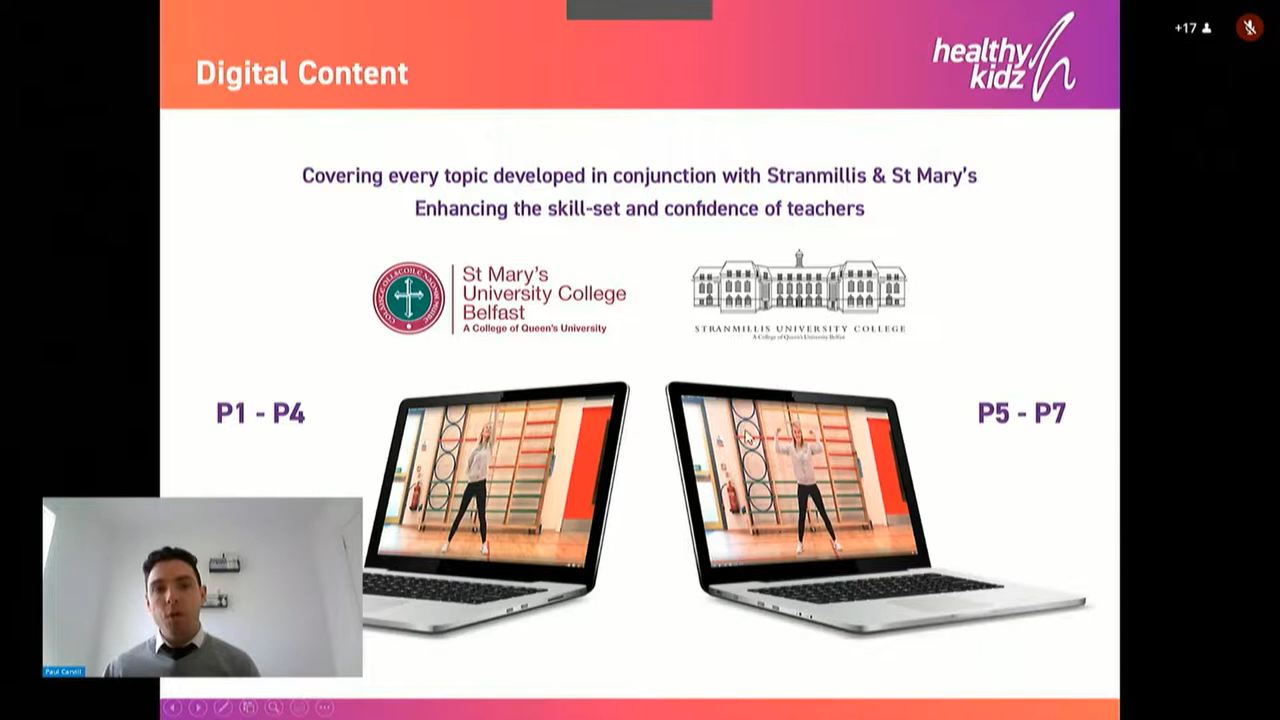 +17
Digital Content
healthy
kidz
Covering every topic developed in conjunction with Stranmillis & St Mary's
Enhancing the skill-set and confidence of teachers
St Mary's
University College
Belfast
A College of Queen's University
STRANMILLIS UNIVERSITY COLLEGE
A College of Queen's University Belfast
P1 - P4
P5 - P7
Paul Carvill